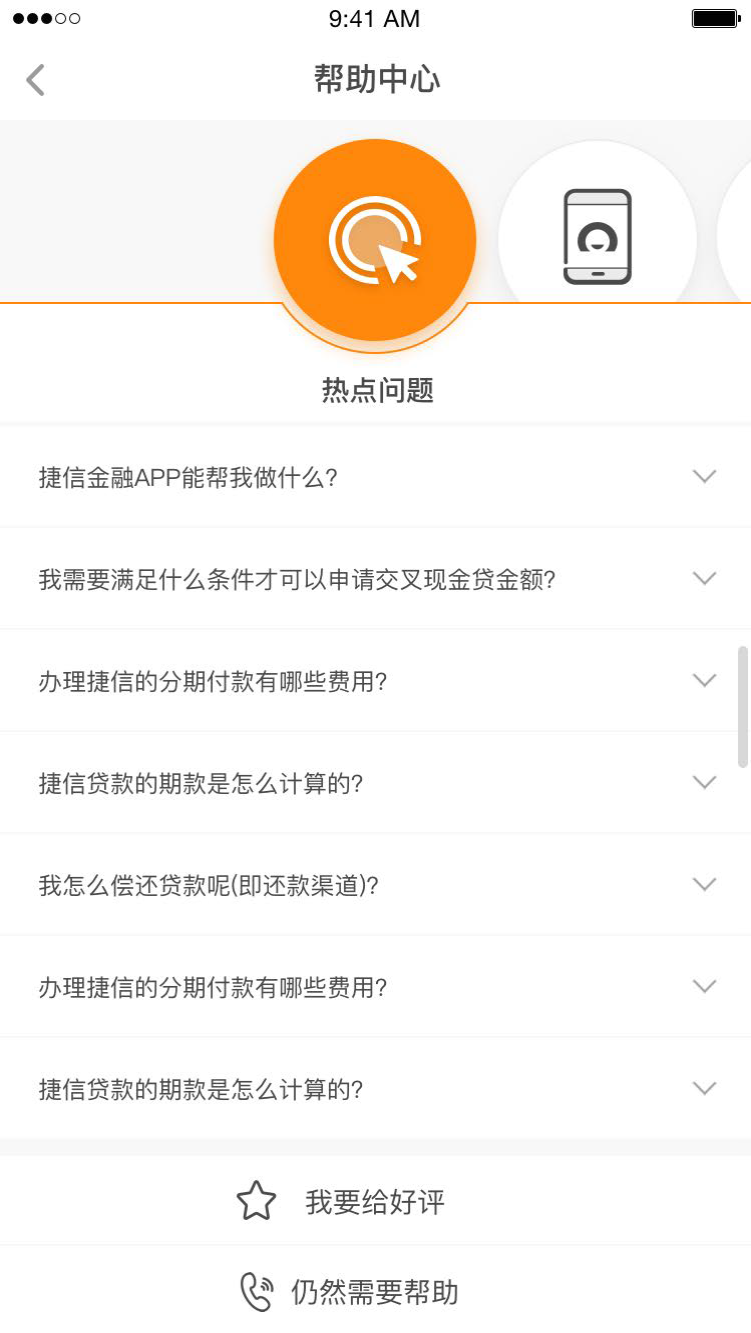 9:41 AM
帮助中心
热点问题
捷信金融APP能帮我做什么?
我需要满足什么条件才可以申请交叉现金贷金额?
办理捷信的分期付款有哪些费用?
捷信贷款的期款是怎么计算的?
我怎么偿还贷款呢(即还款渠道)?
办理捷信的分期付款有哪些费用?
捷信贷款的期款是怎么计算的?
我要给好评
仍然需要帮助